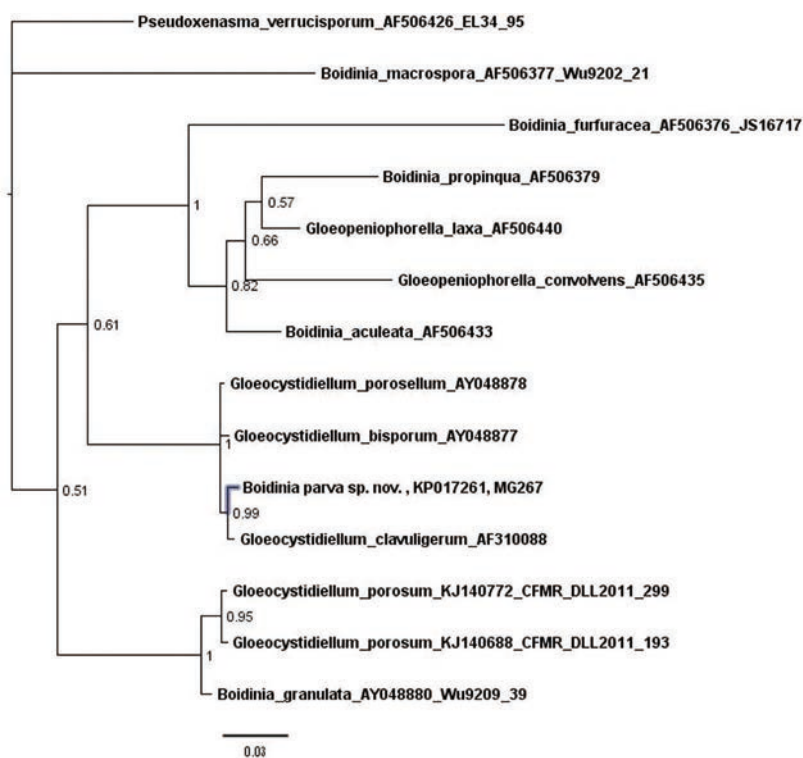 Pseudoxenasma_verrucisporum_AF506426_EL34_95
Boidinia_macrospora_AF506377_Wu9202_21
Boidinia_furfuracea_AF506376_JS16717
Boidinia_propinqua_AF506379
0.57
1
Gloeopeniophorella_laxa_AF506440
0.66
Gloeopeniophorella_convolvens_AF506435
0.82
0.61
Boidinia_aculeata_AF506433
Gloeocystidiellum_porosellum_AY048878
Gloeocystidiellum_bisporum_AY048877
1
Boidinia parva sp. nov. , KP017261, MG267
0.51
0.99
Gloeocystidiellum_clavuligerum_AF310088
Gloeocystidiellum_porosum_KJ140772_CFMR_DLL2011_299
0.95
Gloeocystidiellum_porosum_KJ140688_CFMR_DLL2011_193
1
Boidinia_granulata_AY048880_Wu9209_39
0.03